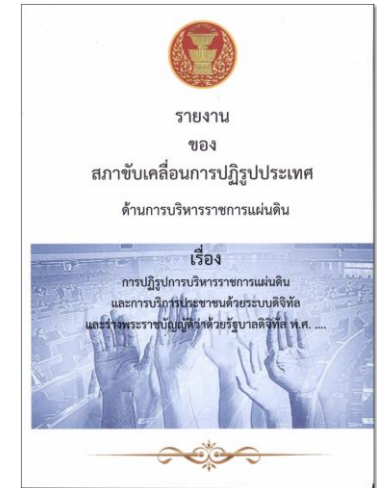 รายงาน
ของ
สภาขับเคลื่อนการปฏิรูปประเทศ
ด้านการบริหารราชการแผ่นดิน
เรื่อง
การปฏิรูปการบริหารราชการแผ่นดิน
และการบริการประชาชนด้วยระบบดิจิทัล
และร่างพระราชบัญญัติว่าด้วยรัฐบาลดิจิทัล พ.ศ. ....